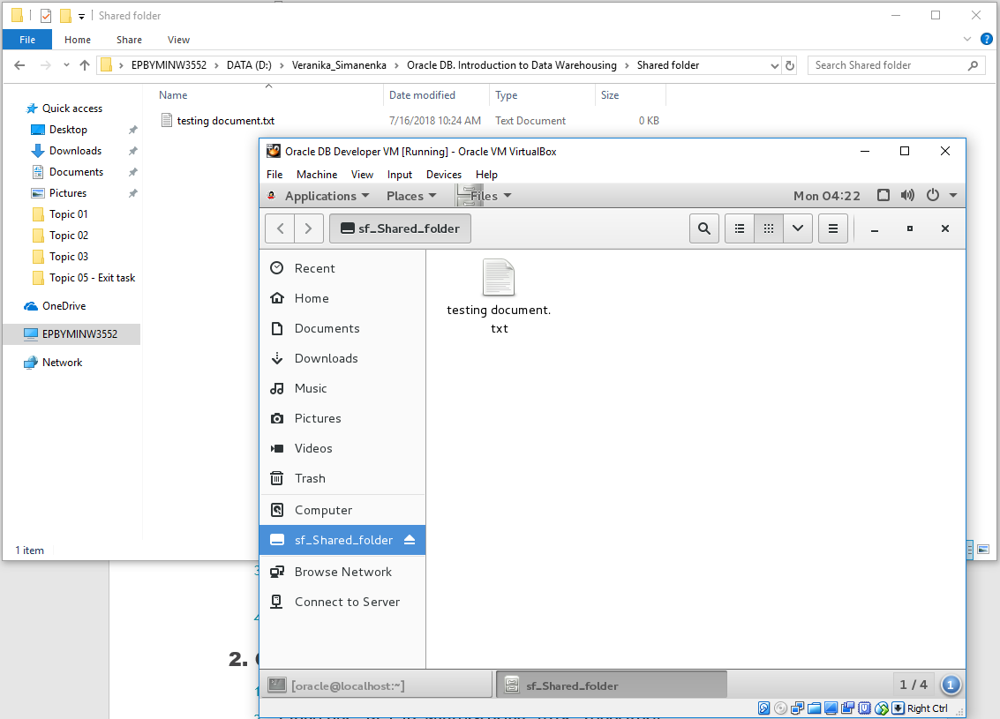 Shared folder
File Home Share View
EPBYMINW3552 DATA (D:) Veranika_Simanenka Oracle DB. Introduction to Data Warehousing Shared folder
Search Shared folder
Name Date modified Type Size
testing document.txt 7/16/2018 10:24 AM Text Document 0 KB
Quick access
Desktop
Downloads
Documents
Pictures
Topic 01
Topic 02
Topic 03
Topic 05 - Exit task
OneDrive
EPBYMINW3552
Network
1 item
Oracle DB Developer VM [Running] - Oracle VM VirtualBox
File Machine View Input Devices Help
Applications Places Files Mon 04:22
sf_Shared_folder
Recent
Home
Documents
Downloads
Music
Pictures
Videos
Trash
Computer
sf_Shared_folder
Browse Network
Connect to Server
testing document.
txt
[oracle@localhost:~] sf_Shared_folder 1 / 4 1
Right Ctrl
2.